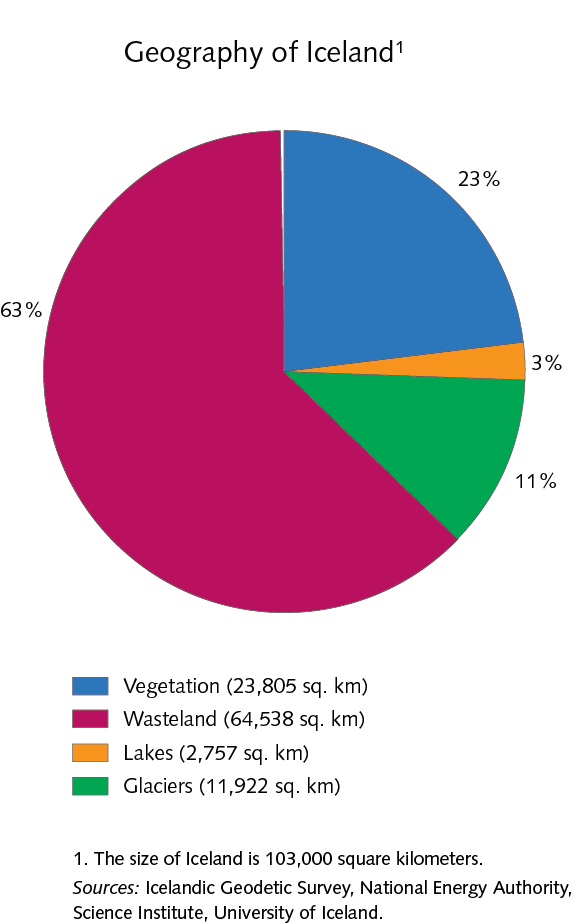 Geography of Iceland¹
23%
63%
3%
11%
Vegetation (23,805 sq. km)
Wasteland (64,538 sq. km)
Lakes (2,757 sq. km)
Glaciers (11,922 sq. km)
1. The size of Iceland is 103,000 square kilometers.
Sources: Icelandic Geodetic Survey, National Energy Authority,
Science Institute, University of Iceland.